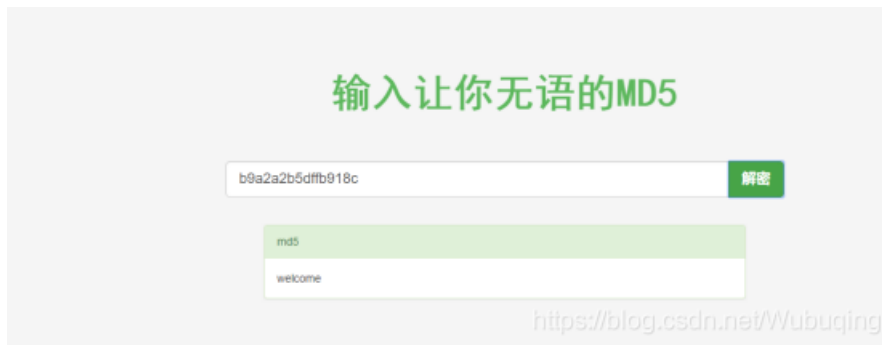 输入让你无语的MD5
b9a2a2b5dffb918c
解密
md5
welcome
https://blog.csdn.net/Wubuqing